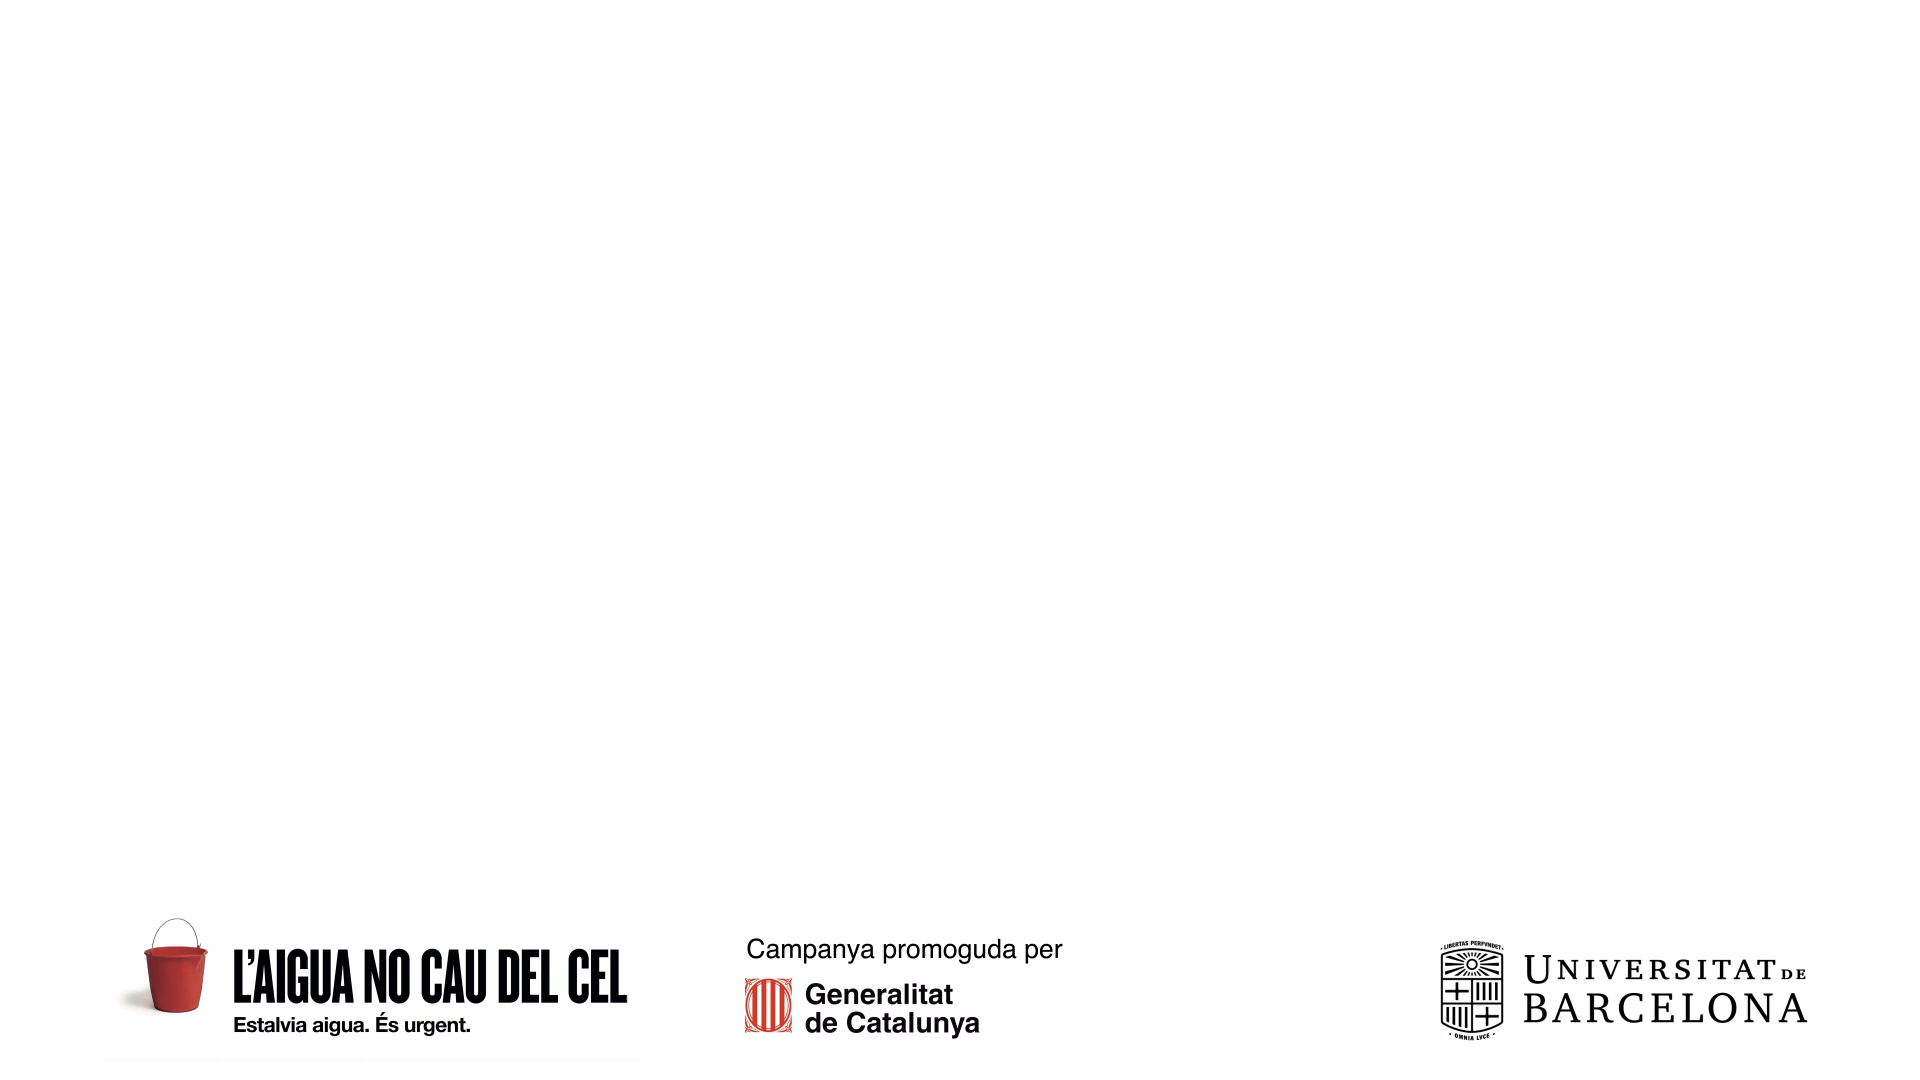 L'AIGUA NO CAU DEL CEL
Estalvia aigua. És urgent.
Campanya promoguda per
Generalitat
de Catalunya
LIBERTAS PERFVNDET
OMNIA LVCE
UNIVERSITAT DE
BARCELONA